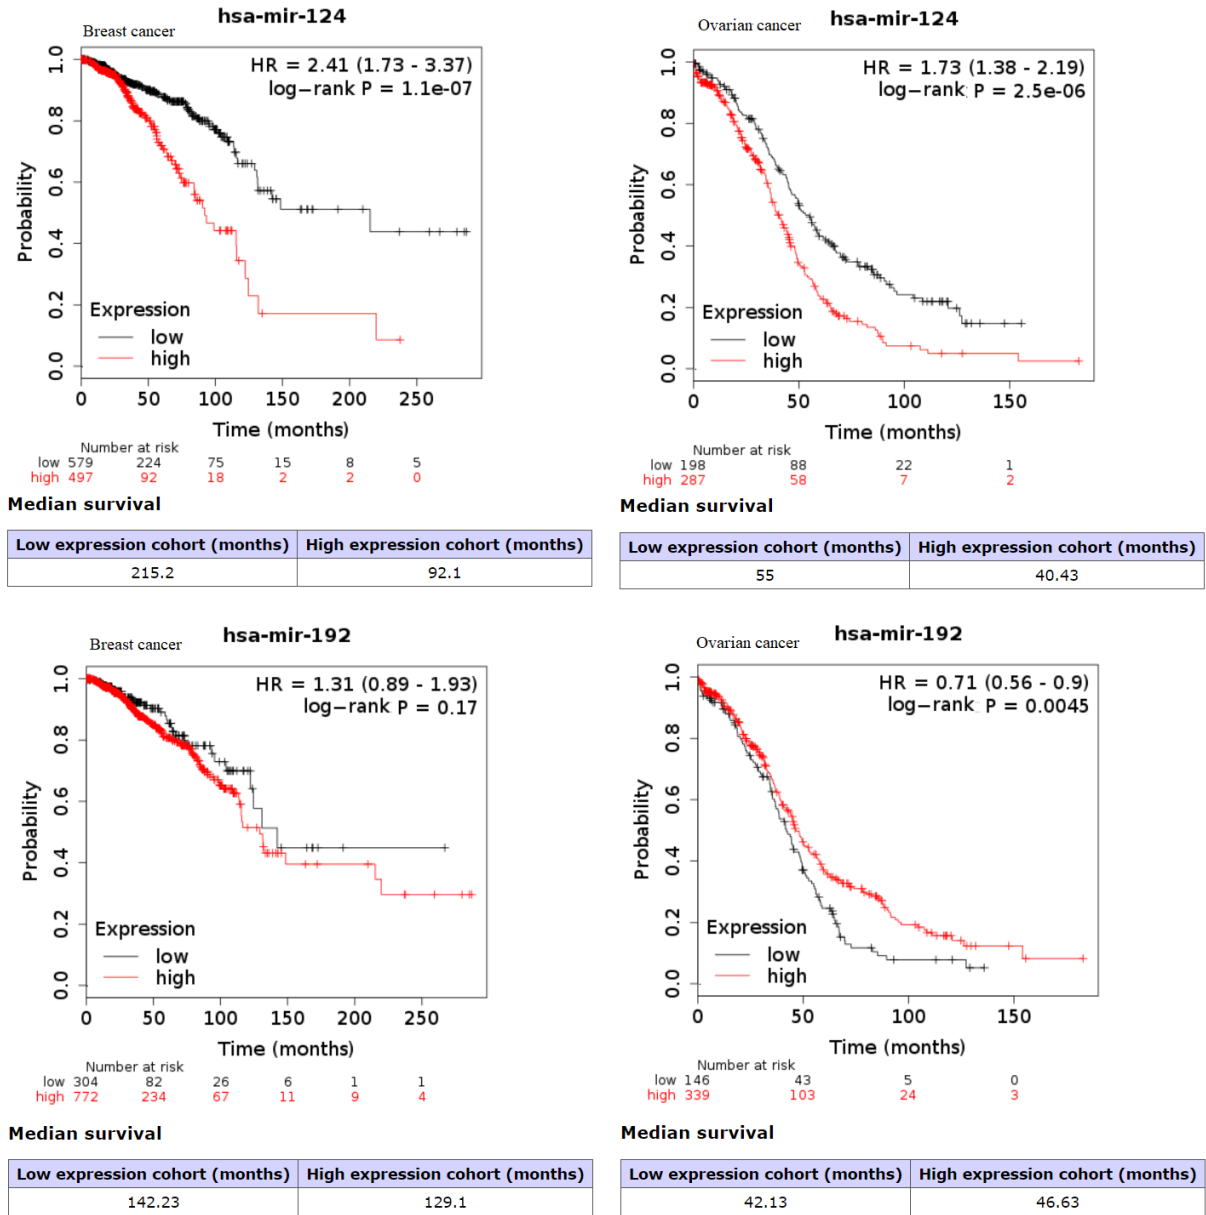 hsa-mir-124
Breast cancer
HR = 2.41 (1.73 - 3.37)
log-rank P = 1.1e-07
Probability
1.0
0.8
0.6
0.4
0.2
0.0
Expression
low
high
0 50 100 150 200 250
Time (months)
Number at risk
low 579 224 75 15 8 5
high 497 92 18 2 2 0
Median survival
Low expression cohort (months) High expression cohort (months)
215.2 92.1
hsa-mir-124
Ovarian cancer
HR = 1.73 (1.38 - 2.19)
log-rank P = 2.5e-06
Probability
1.0
0.8
0.6
0.4
0.2
0.0
Expression
low
high
0 50 100 150
Time (months)
Number at risk
low 198 88 22 1
high 287 58 7 2
Median survival
Low expression cohort (months) High expression cohort (months)
55 40.43
hsa-mir-192
Breast cancer
HR = 1.31 (0.89 - 1.93)
log-rank P = 0.17
Probability
1.0
0.8
0.6
0.4
0.2
0.0
Expression
low
high
0 50 100 150 200 250
Time (months)
Number at risk
low 304 82 26 6 1 1
high 772 234 67 11 9 4
Median survival
Low expression cohort (months) High expression cohort (months)
142.23 129.1
hsa-mir-192
Ovarian cancer
HR = 0.71 (0.56 - 0.9)
log-rank P = 0.0045
Probability
1.0
0.8
0.6
0.4
0.2
0.0
Expression
low
high
0 50 100 150
Time (months)
Number at risk
low 146 43 5 0
high 339 103 24 3
Median survival
Low expression cohort (months) High expression cohort (months)
42.13 46.63